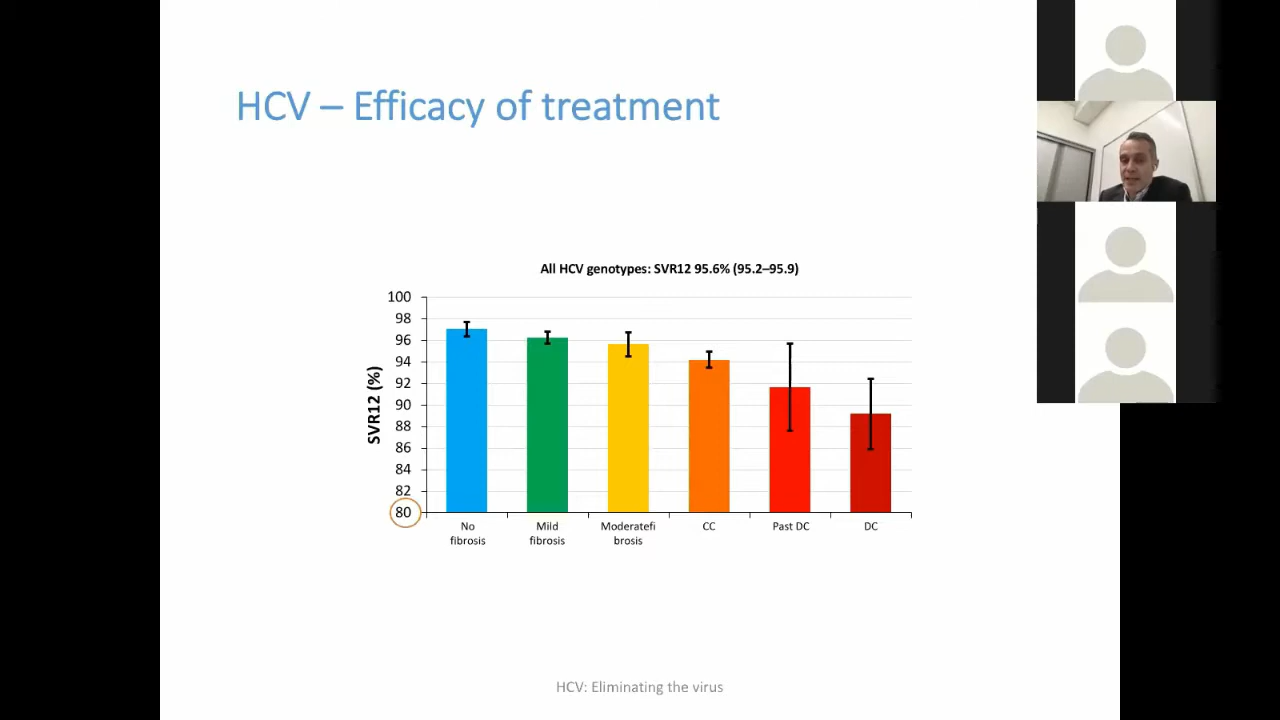 HCV – Efficacy of treatment
All HCV genotypes: SVR12 95.6% (95.2–95.9)
SVR12 (%)
100
98
96
94
92
90
88
86
84
82
80
No fibrosis
Mild fibrosis
Moderatefi brosis
CC
Past DC
DC
HCV: Eliminating the virus